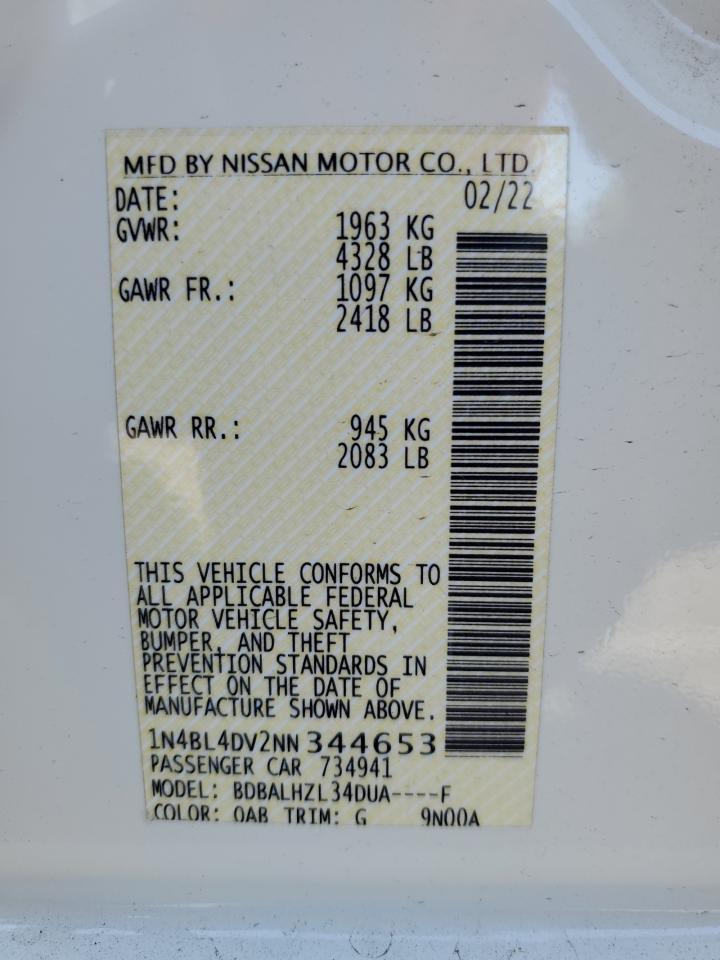 MFD BY NISSAN MOTOR CO., LTD.
DATE: 02/22
GVWR: 1963 KG
4328 LB
GAWR FR.: 1097 KG
2418 LB
GAWR RR.: 945 KG
2083 LB
THIS VEHICLE CONFORMS TO
ALL APPLICABLE FEDERAL
MOTOR VEHICLE SAFETY,
BUMPER, AND THEFT
PREVENTION STANDARDS IN
EFFECT ON THE DATE OF
MANUFACTURE SHOWN ABOVE.
1N4BL4DV2NN344653
PASSENGER CAR 734941
MODEL: BDBALHZL34DUA----F
COLOR: QAB TRIM: G 9N00A